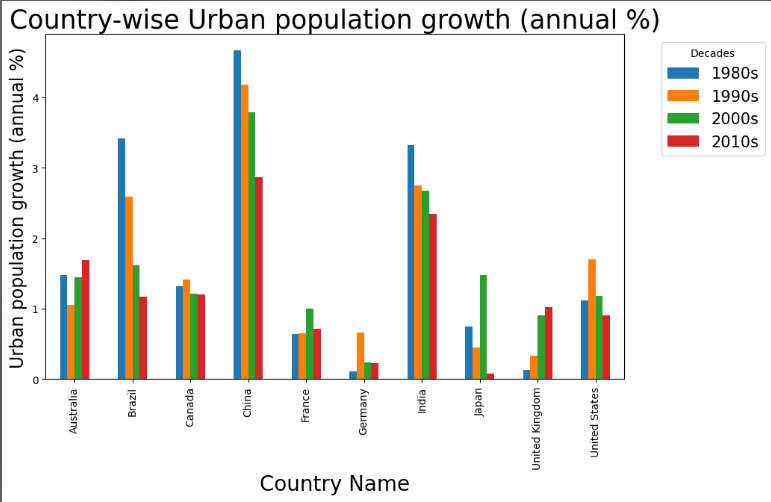 Country-wise Urban population growth (annual %)
Urban population growth (annual %)
4
3
2
1
0
Australia
Brazil
Canada
China
France
Germany
India
Japan
United Kingdom
United States
Country Name
Decades
1980s
1990s
2000s
2010s